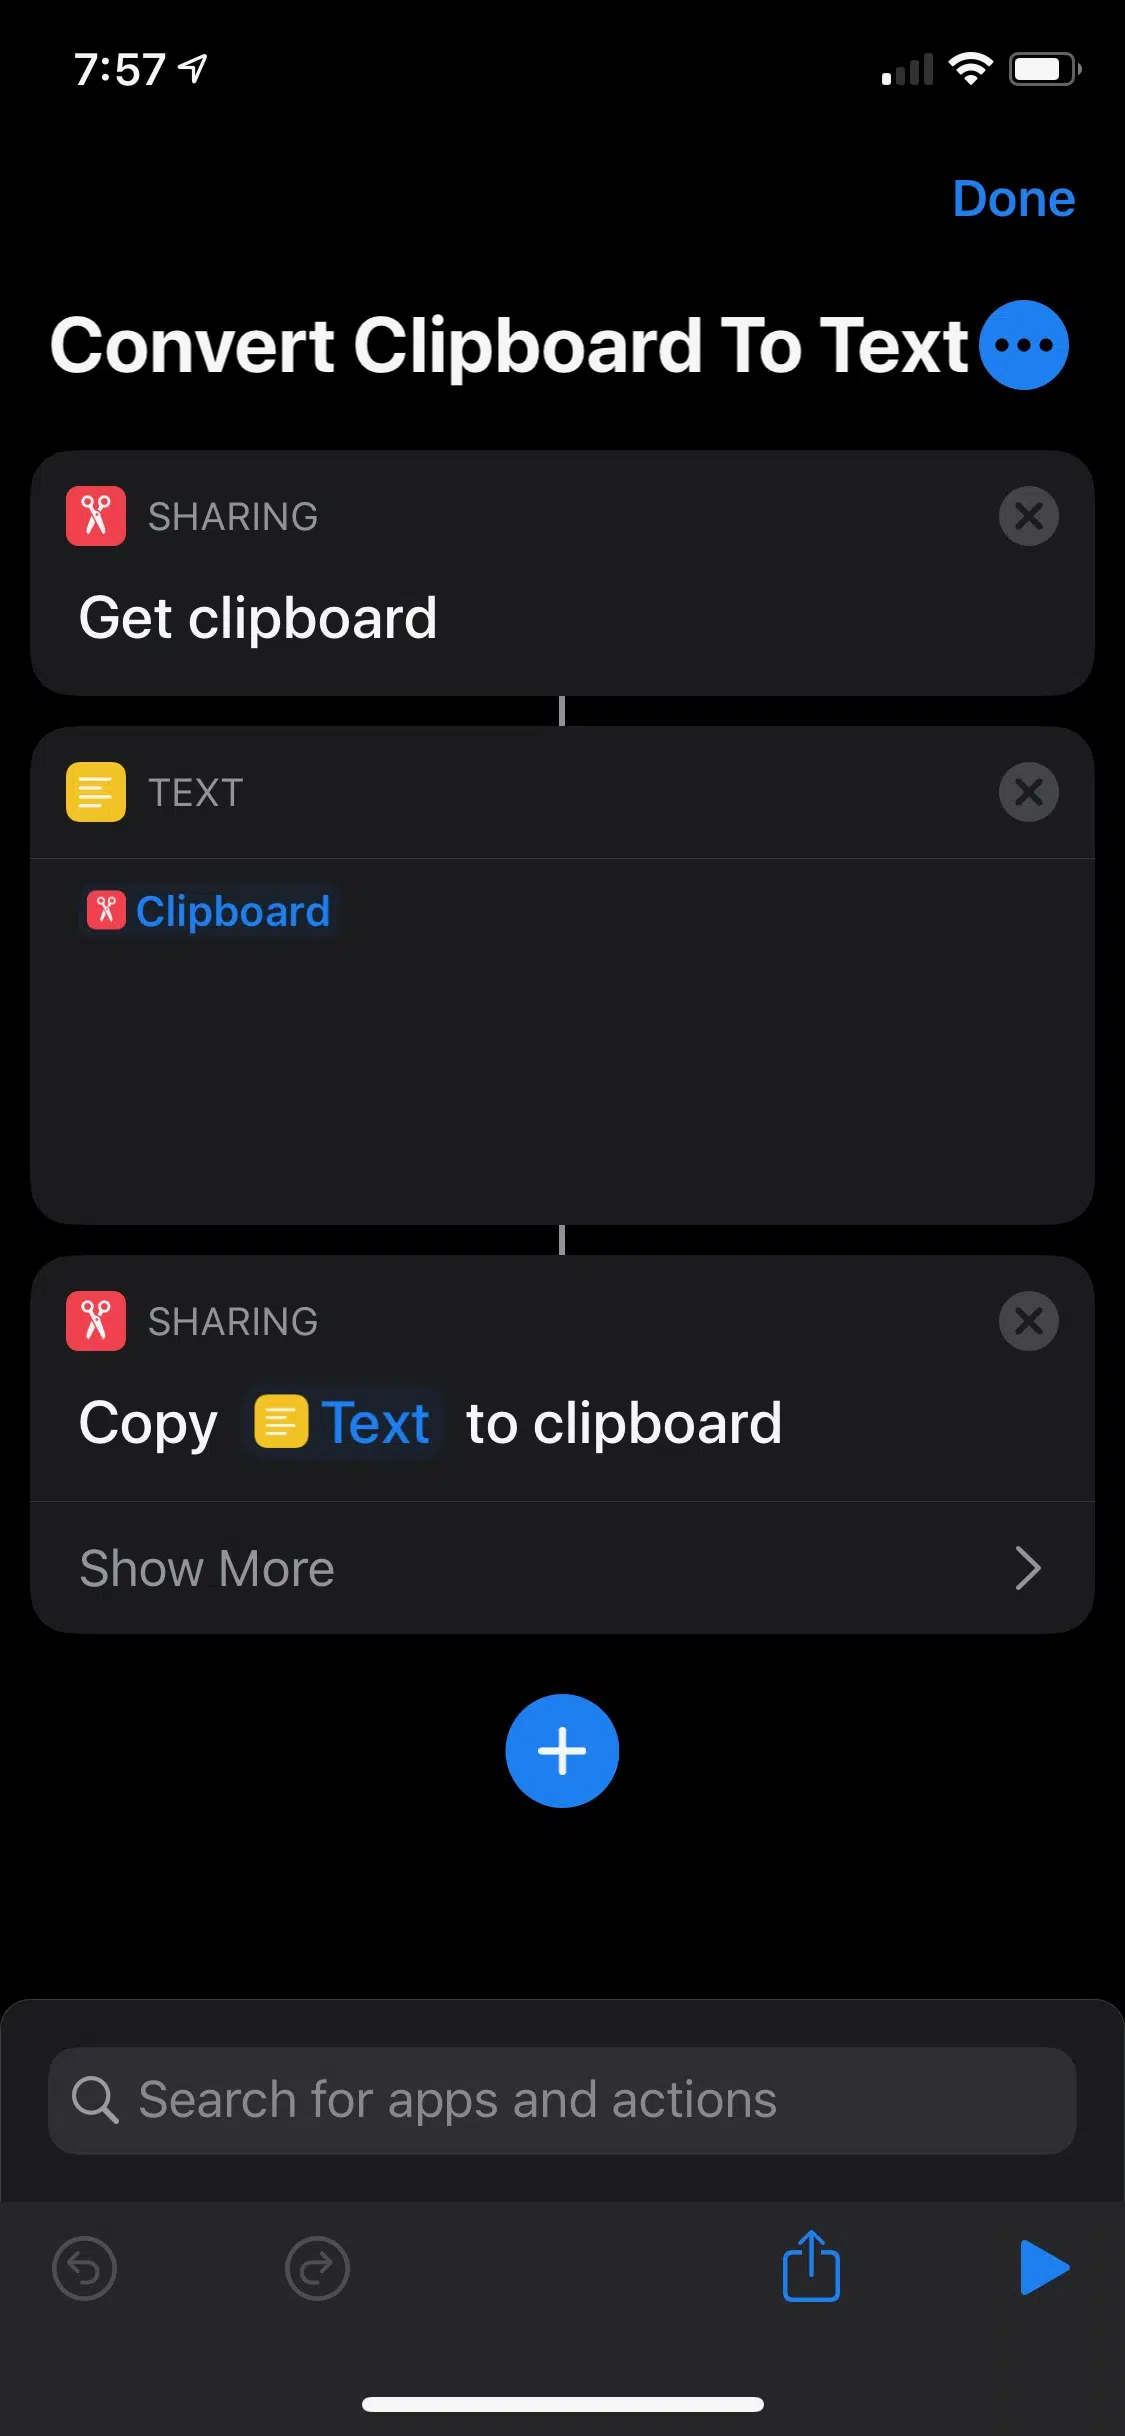 7:57
Done
Convert Clipboard To Text
SHARING
Get clipboard
TEXT
Clipboard
SHARING
Copy Text to clipboard
Show More
Search for apps and actions